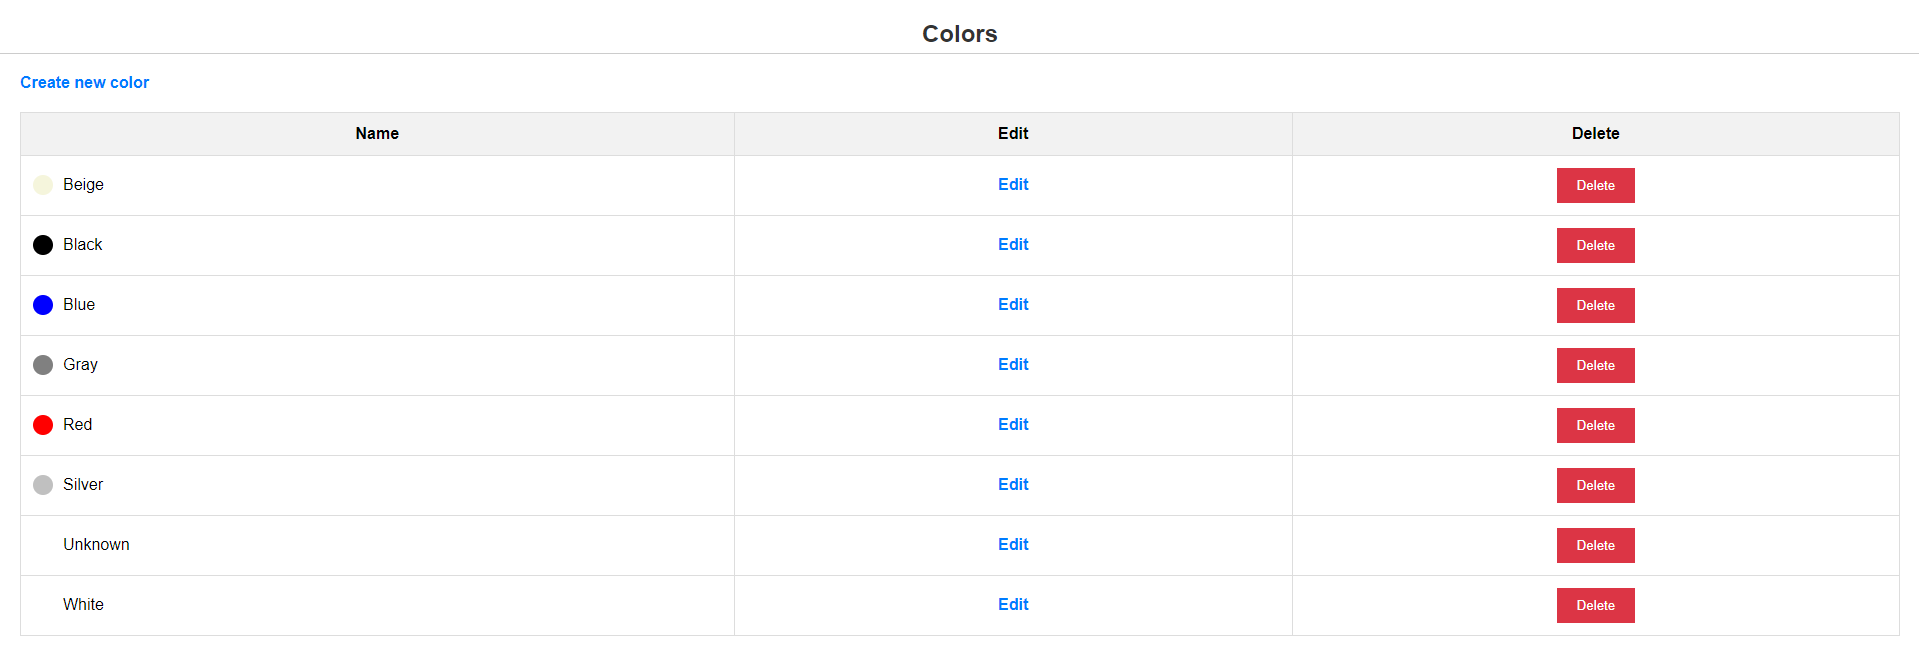 Colors
Create new color
Name Edit Delete
Beige Edit Delete
Black Edit Delete
Blue Edit Delete
Gray Edit Delete
Red Edit Delete
Silver Edit Delete
Unknown Edit Delete
White Edit Delete